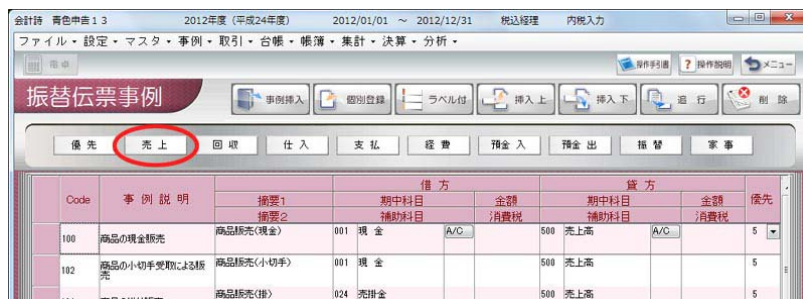 会計詩 青色申告13 2012年度(平成24年度) 2012/01/01 ～ 2012/12/31 税込経理 内税入力
ファイル・設定・マスタ・事例・取引・台帳・帳簿・集計・決算・分析・
電卓 操作手引書 ? 操作説明 メニュー
振替伝票事例 事例挿入 個別登録 ラベル付 挿入上 挿入下 進行 削除
優先 売上 回収 仕入 支払 経費 預金入 預金出 振替 家事
借方 貸方
Code 事例説明 摘要1 期中科目 金額 期中科目 金額 優先
摘要2 補助科目 消費税 補助科目 消費税
100 商品の現金販売 商品販売(現金) 001 現金 A/C 500 売上高 A/C 5
102 商品の小切手受取による販売 商品販売(小切手) 001 現金 500 売上高 5
商品販売(掛) 024 売掛金 500 売上高 5